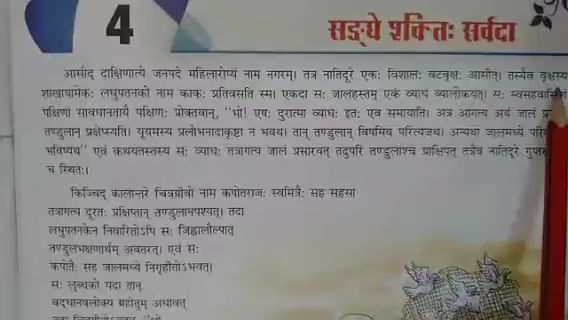 4
सङ्घे शक्तिः सर्वदा
आसीद् दाक्षिणात्ये जनपदे महिलारोप्यं नाम नगरम्। तत्र नातिदूरे एकः विशालः वटवृक्षः आसीत्। तस्यैव वृक्षस्य
शाखायामेकः लघुपतनको नाम काकः प्रतिवसति स्म। एकदा सः जालहस्तम् एकं व्याधं व्यालोकयत्। सः
पक्षिणां सावधानतायै पक्षिणः प्रोक्तवान्, "भो! एषः दुरात्मा व्याधः इतः एव समायाति। अत्र आगत्य अयं जालं
तण्डुलान् प्रक्षेप्स्यति। यूयमस्य प्रलोभनादाकृष्टा न भवथ। तान् तण्डुलान् विषमिव परित्यजथ। अन्यथा जालमध्ये
भविष्यथ" एवं कथयतस्तस्य सः व्याधः तत्रागत्य जालं प्रसारयत् तदुपरि तण्डुलांश्च प्राक्षिपत् तत्रैव नातिदूरे
च स्थितः।
किञ्चिद् कालान्तरे चित्रग्रीवो नाम कपोतराजः स्वमित्रैः सह सहसा
तत्रागत्य दूरतः प्रक्षिप्तान् तण्डुलानपश्यत्। तदा
लघुपतनकेन निवारितोऽपि सः जिह्वालौल्यात्
तण्डुलभक्षणार्थम् अवतरत्। एवं सः
कपोतैः सह जालमध्ये निगृहीतोऽभवत्।
सः लुब्धको यदा तान्
बद्धानवलोक्य ग्रहीतुम् अधावत्